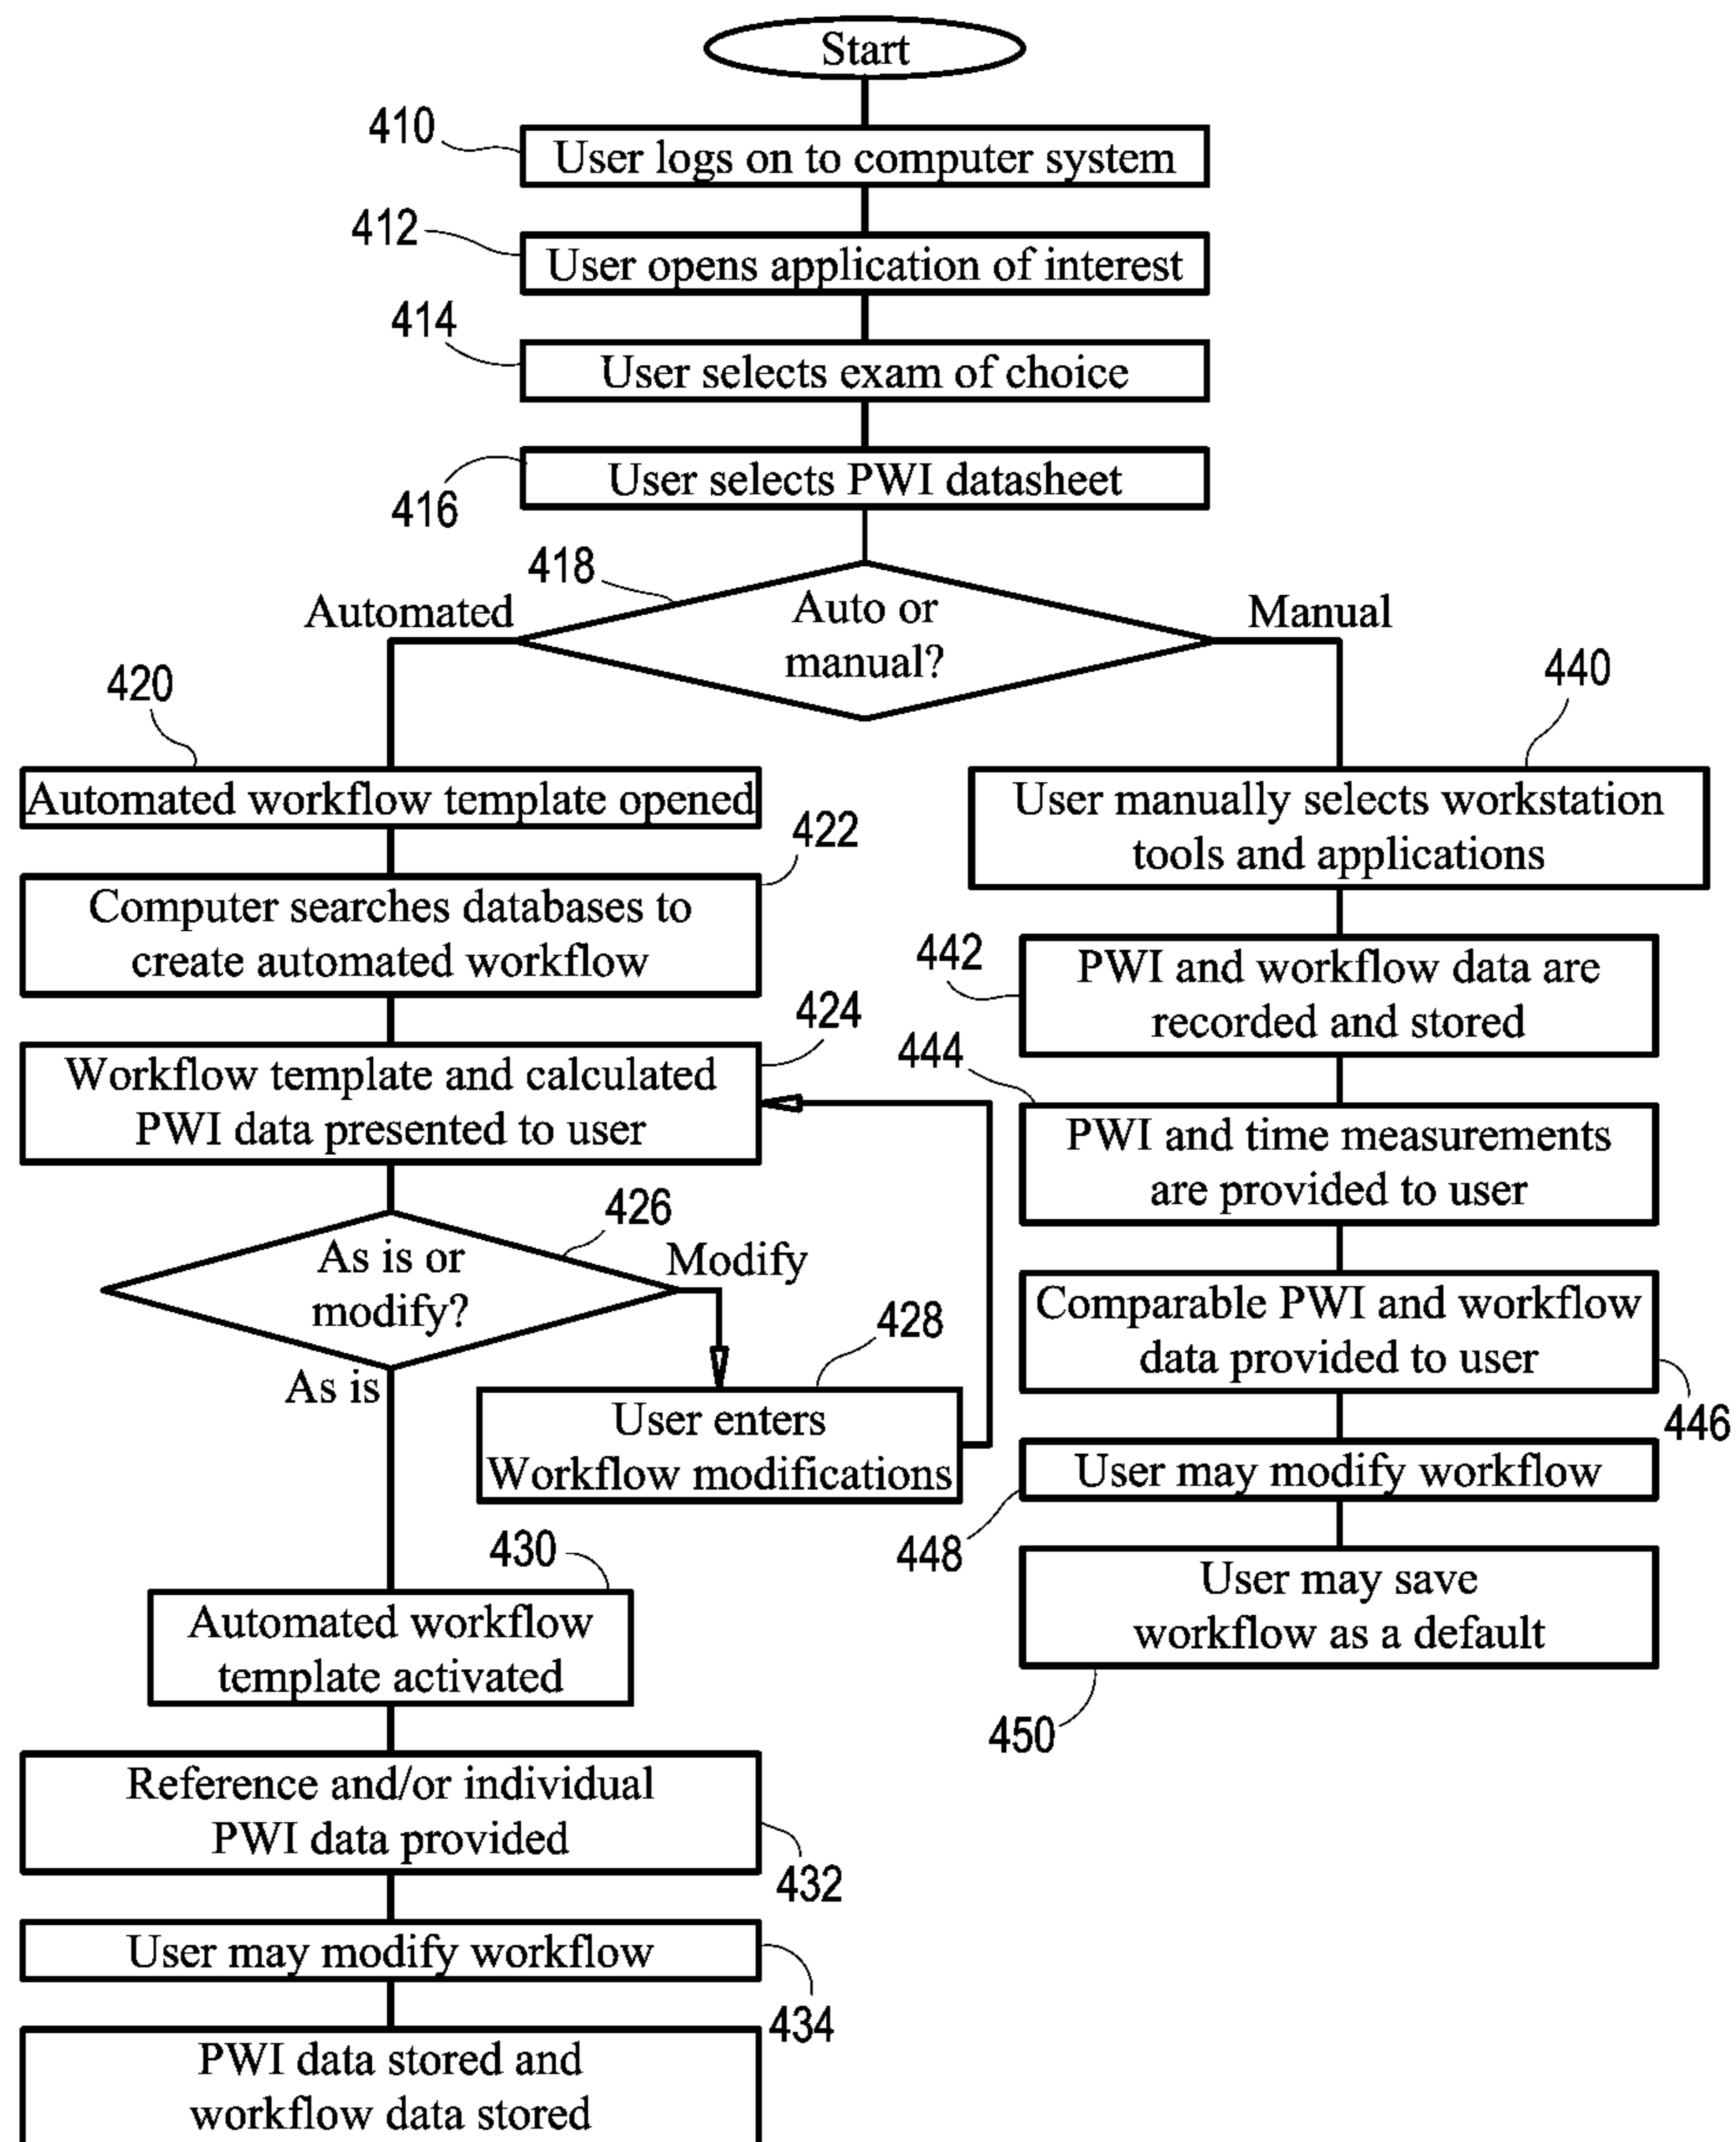 Start
410
User logs on to computer system
412
User opens application of interest
414
User selects exam of choice
416
User selects PWI datasheet
418
Auto or
manual?
Automated
Manual
420
Automated workflow template opened
422
Computer searches databases to
create automated workflow
424
Workflow template and calculated
PWI data presented to user
426
As is or
modify?
Modify
As is
428
User enters
Workflow modifications
430
Automated workflow
template activated
432
Reference and/or individual
PWI data provided
User may modify workflow
434
PWI data stored and
workflow data stored
440
User manually selects workstation
tools and applications
442
PWI and workflow data are
recorded and stored
444
PWI and time measurements
are provided to user
Comparable PWI and workflow
data provided to user
446
User may modify workflow
448
User may save
workflow as a default
450